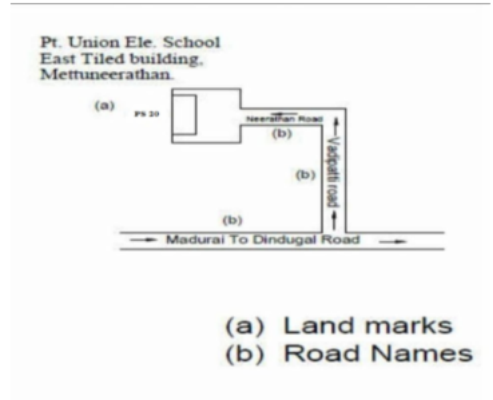 Pt. Union Ele. School
East Tiled building,
Mettuneerathan.
(a)
PS 20
Neerathan Road
(b)
(b)
Vadipatti road
(b)
Madurai To Dindugal Road
(a) Land marks
(b) Road Names